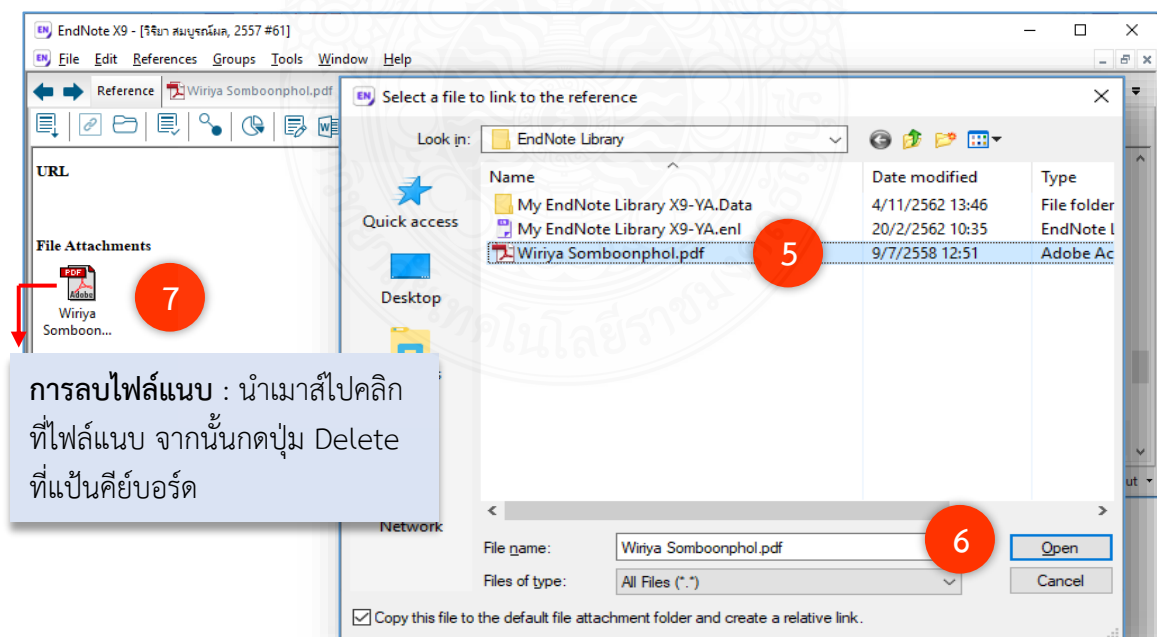 EndNote X9 - [วิริยา สมบูรณ์ผล, 2557 #61]
File Edit References Groups Tools Window Help
Reference Wiriya Somboonphol.pdf
URL
File Attachments
PDF
Adobe
Wiriya
Somboon...
7
การลบไฟล์แนบ : นำเมาส์ไปคลิก
ที่ไฟล์แนบ จากนั้นกดปุ่ม Delete
ที่แป้นคีย์บอร์ด
Select a file to link to the reference
Look in: EndNote Library
Quick access
Desktop
Network
Name Date modified Type
My EndNote Library X9-YA.Data 4/11/2562 13:46 File folder
My EndNote Library X9-YA.enl 20/2/2562 10:35 EndNote L
Wiriya Somboonphol.pdf 5 9/7/2558 12:51 Adobe Ac
File name: Wiriya Somboonphol.pdf 6 Open
Files of type: All Files (*.*) Cancel
Copy this file to the default file attachment folder and create a relative link.
ut